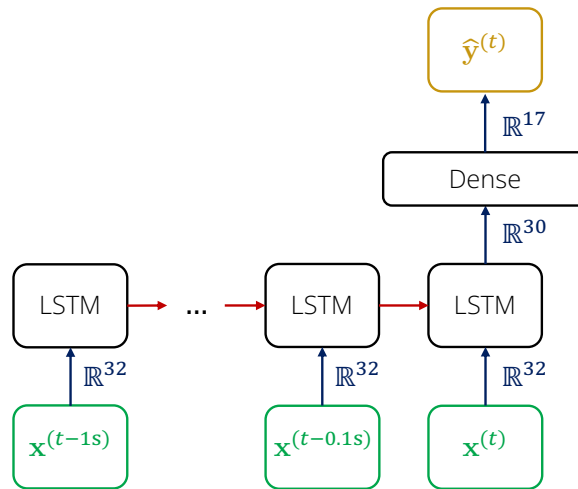 ŷ^(t)
ℝ^17
Dense
ℝ^30
LSTM ... LSTM LSTM
ℝ^32 ℝ^32 ℝ^32
x^(t−1s) x^(t−0.1s) x^(t)